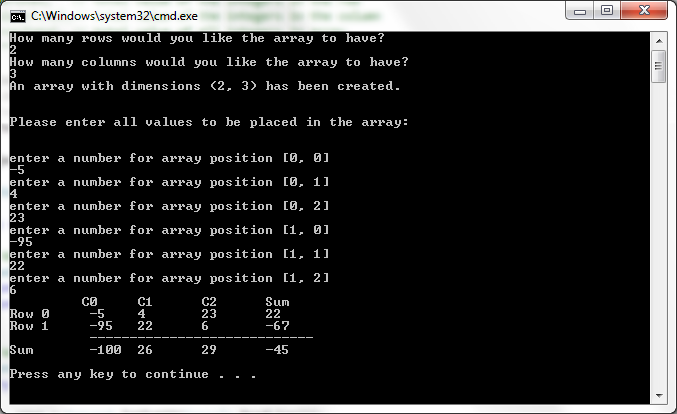 C:\Windows\system32\cmd.exe
How many rows would you like the array to have?
2
How many columns would you like the array to have?
3
An array with dimensions (2, 3) has been created.
Please enter all values to be placed in the array:
enter a number for array position [0, 0]
-5
enter a number for array position [0, 1]
4
enter a number for array position [0, 2]
23
enter a number for array position [1, 0]
-95
enter a number for array position [1, 1]
22
enter a number for array position [1, 2]
6
C0 C1 C2 Sum
Row 0 -5 4 23 22
Row 1 -95 22 6 -67
----------------------------
Sum -100 26 29 -45
Press any key to continue . . .